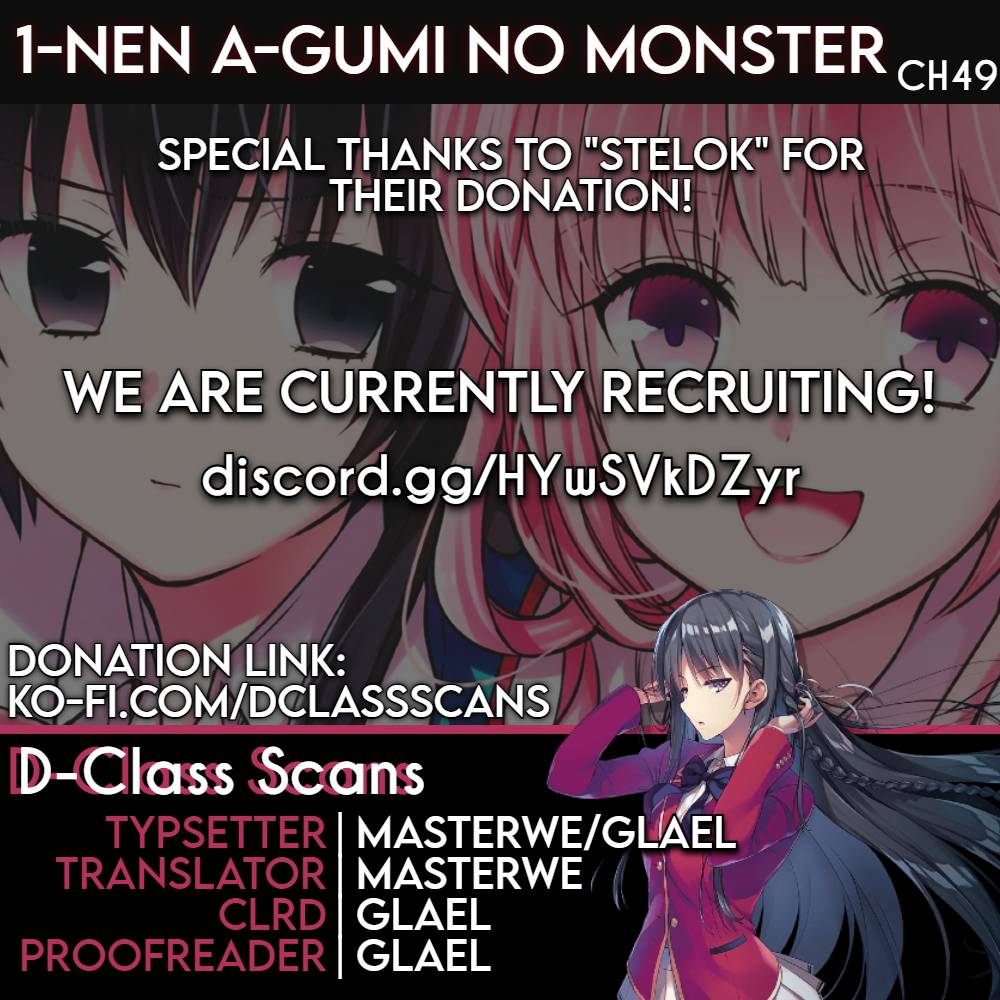 1-NEN A-GUMI NO MONSTER CH49
SPECIAL THANKS TO "STELOK" FOR
THEIR DONATION!
WE ARE CURRENTLY RECRUITING!
discord.gg/HYwSVkDZyr
DONATION LINK:
KO-FI.COM/DCLASSSCANS
D-Class Scans
TYPSETTER | MASTERWE/GLAEL
TRANSLATOR | MASTERWE
CLRD | GLAEL
PROOFREADER | GLAEL